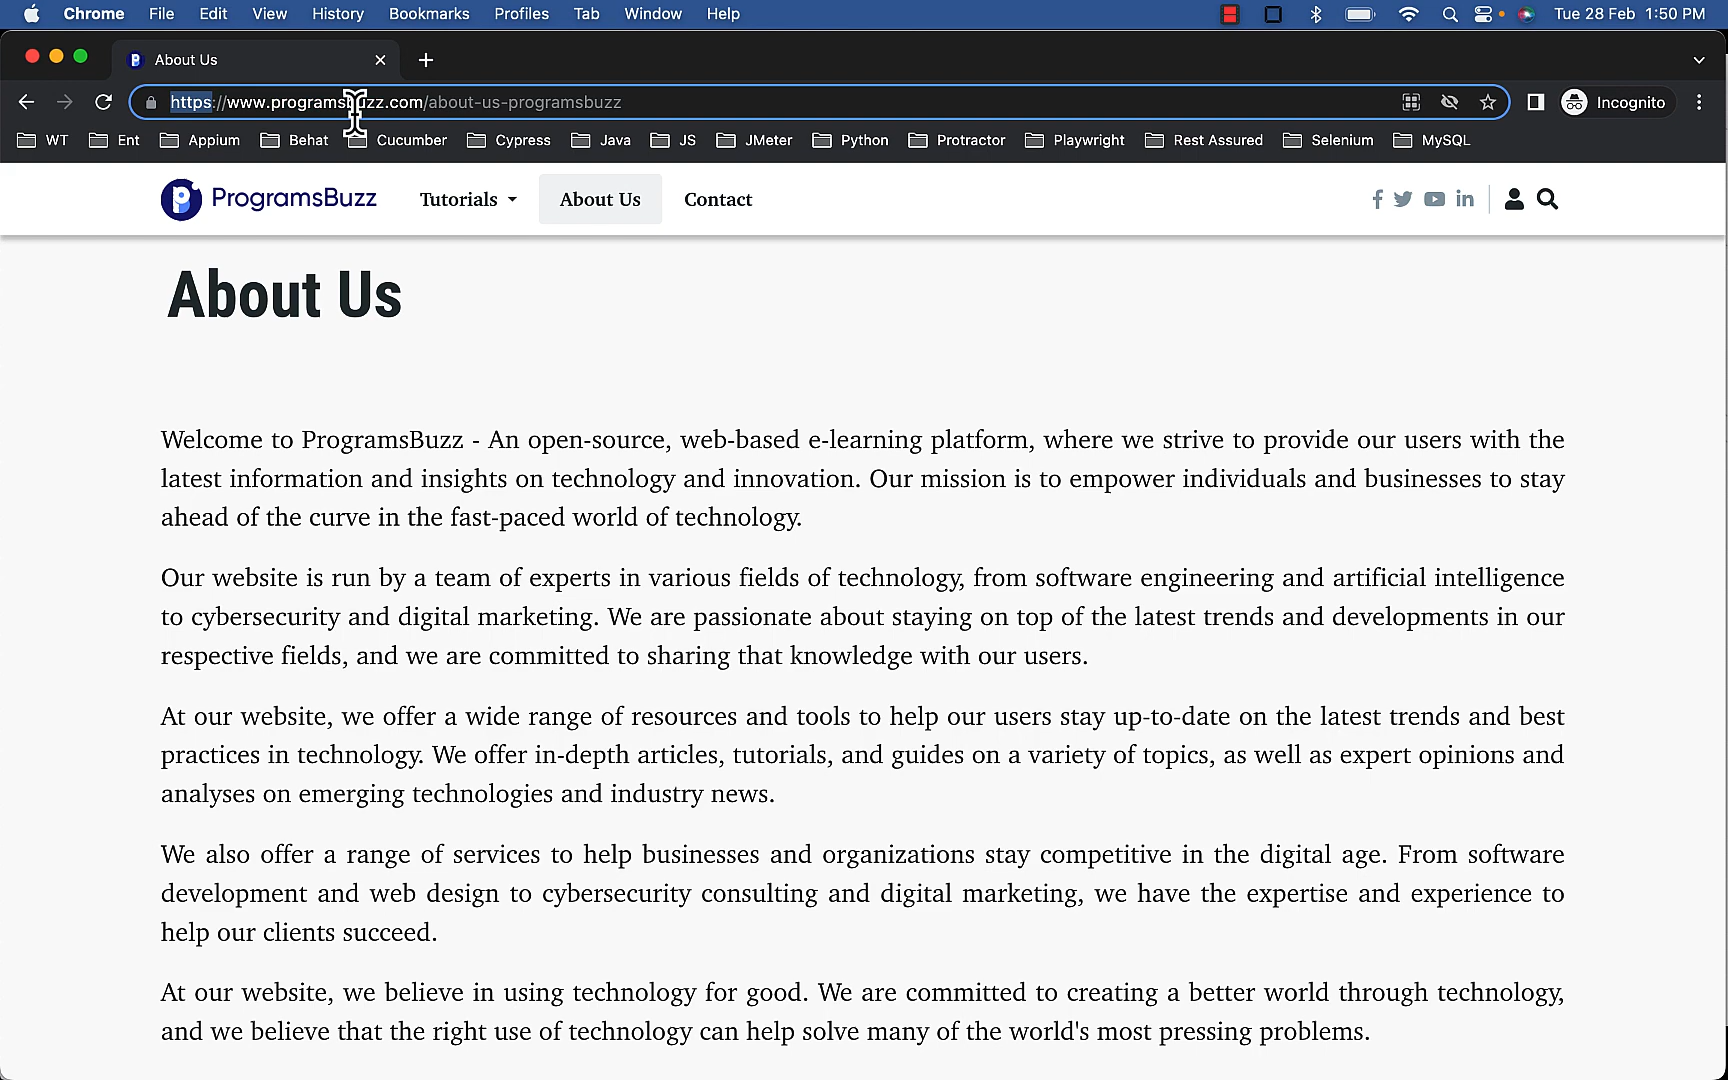 Chrome File Edit View History Bookmarks Profiles Tab Window Help Tue 28 Feb 1:50 PM
About Us
https://www.programsbuzz.com/about-us-programsbuzz Incognito
WT Ent Appium Behat Cucumber Cypress Java JS JMeter Python Protractor Playwright Rest Assured Selenium MySQL
ProgramsBuzz Tutorials About Us Contact
About Us
Welcome to ProgramsBuzz - An open-source, web-based e-learning platform, where we strive to provide our users with the
latest information and insights on technology and innovation. Our mission is to empower individuals and businesses to stay
ahead of the curve in the fast-paced world of technology.
Our website is run by a team of experts in various fields of technology, from software engineering and artificial intelligence
to cybersecurity and digital marketing. We are passionate about staying on top of the latest trends and developments in our
respective fields, and we are committed to sharing that knowledge with our users.
At our website, we offer a wide range of resources and tools to help our users stay up-to-date on the latest trends and best
practices in technology. We offer in-depth articles, tutorials, and guides on a variety of topics, as well as expert opinions and
analyses on emerging technologies and industry news.
We also offer a range of services to help businesses and organizations stay competitive in the digital age. From software
development and web design to cybersecurity consulting and digital marketing, we have the expertise and experience to
help our clients succeed.
At our website, we believe in using technology for good. We are committed to creating a better world through technology,
and we believe that the right use of technology can help solve many of the world's most pressing problems.